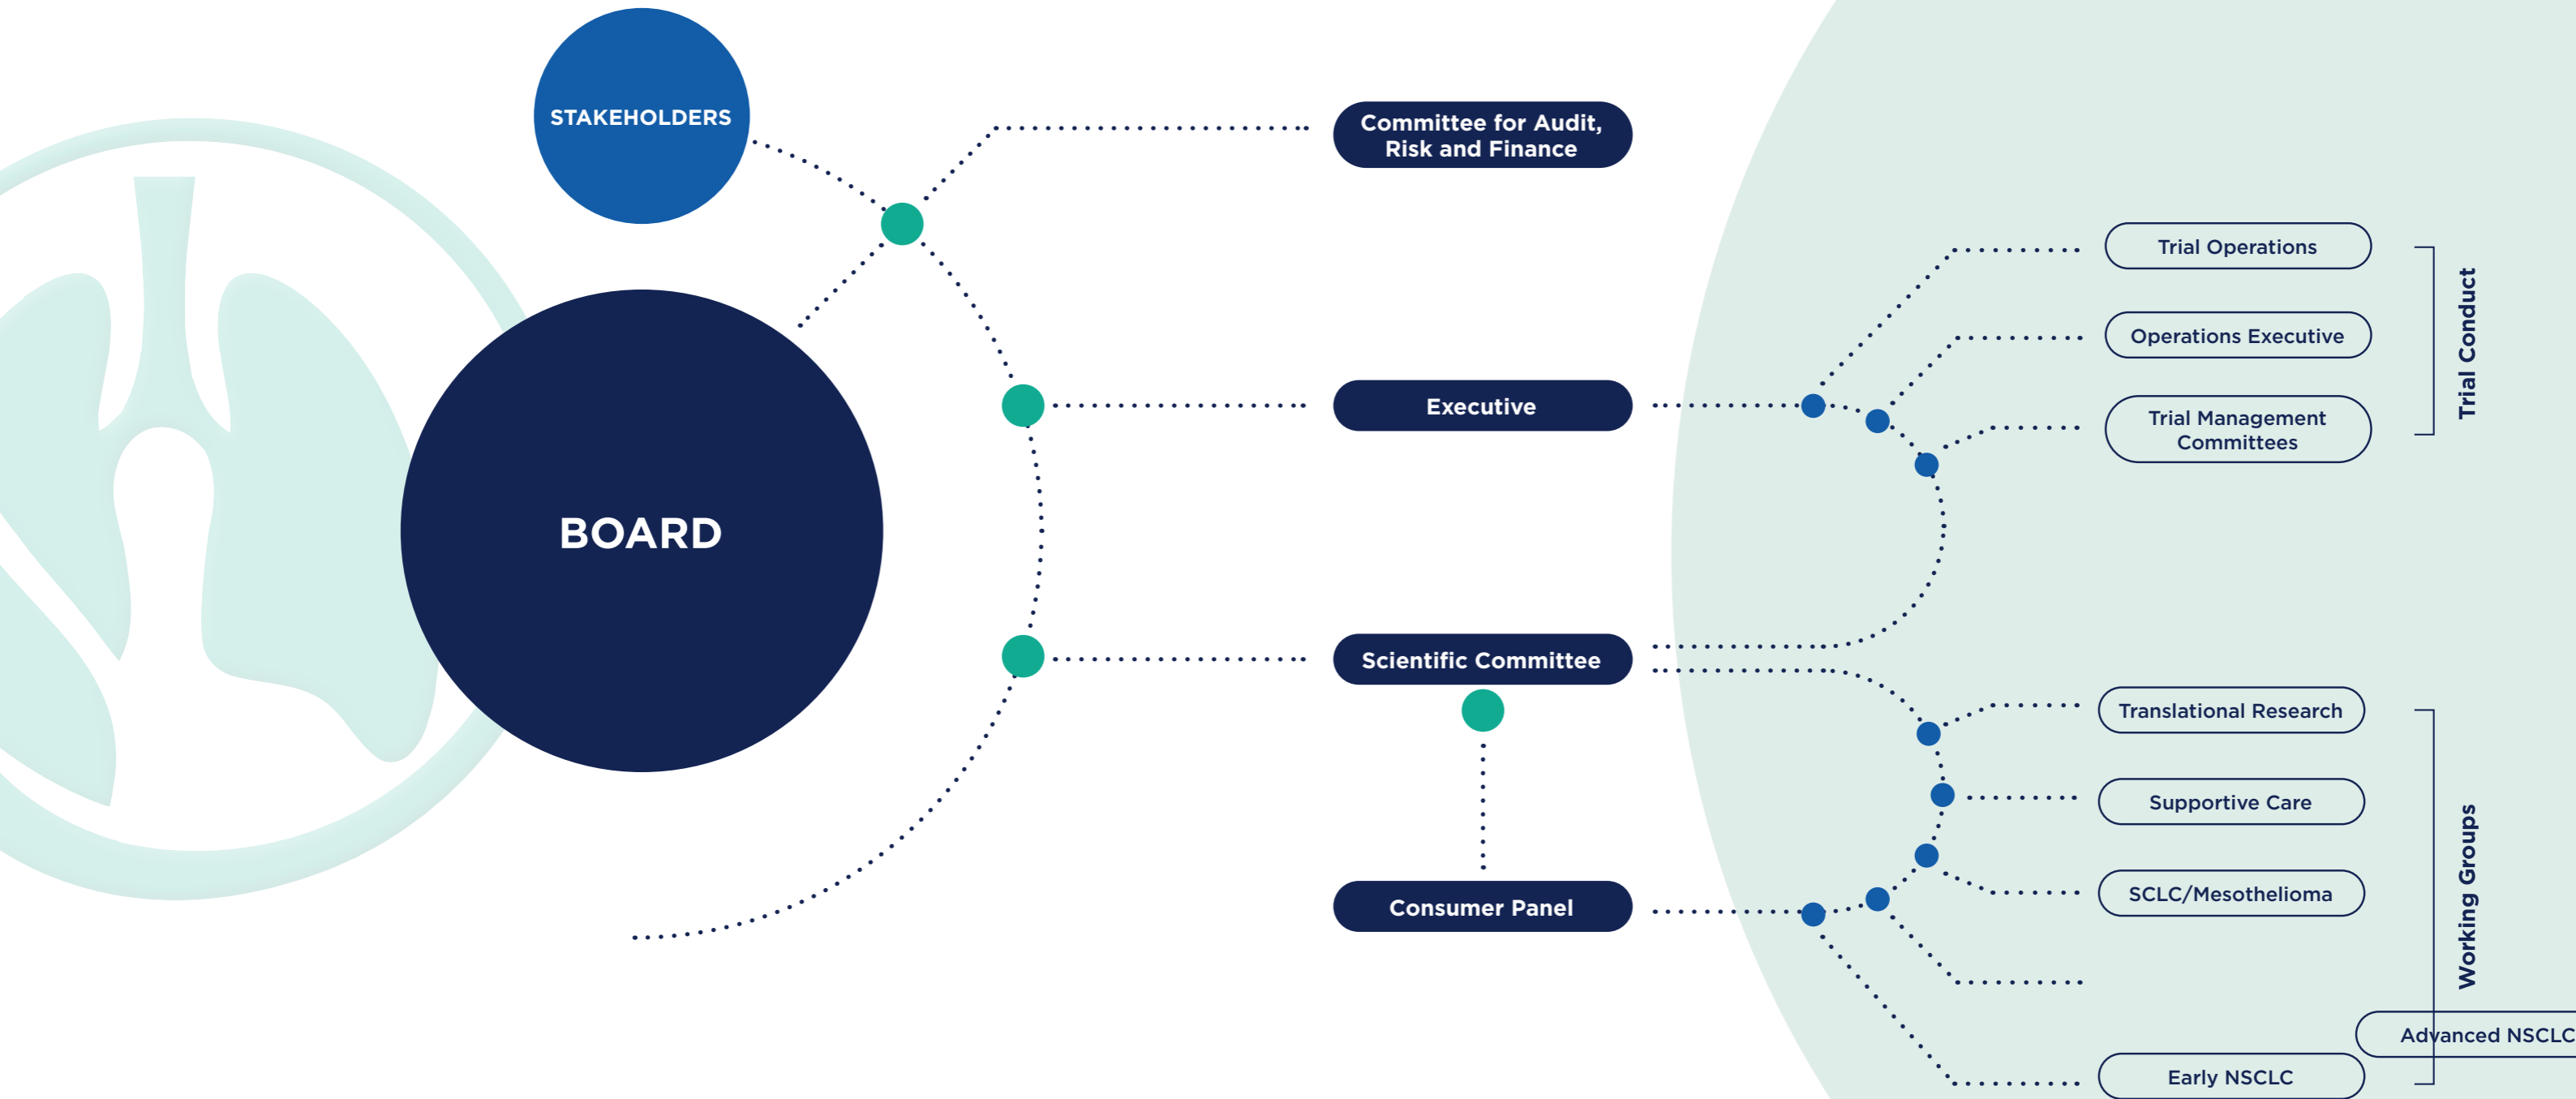 STAKEHOLDERS
BOARD
Committee for Audit,
Risk and Finance
Executive
Scientific Committee
Consumer Panel
Trial Operations
Operations Executive
Trial Management
Committees
Trial Conduct
Translational Research
Supportive Care
SCLC/Mesothelioma
Advanced NSCLC
Early NSCLC
Working Groups